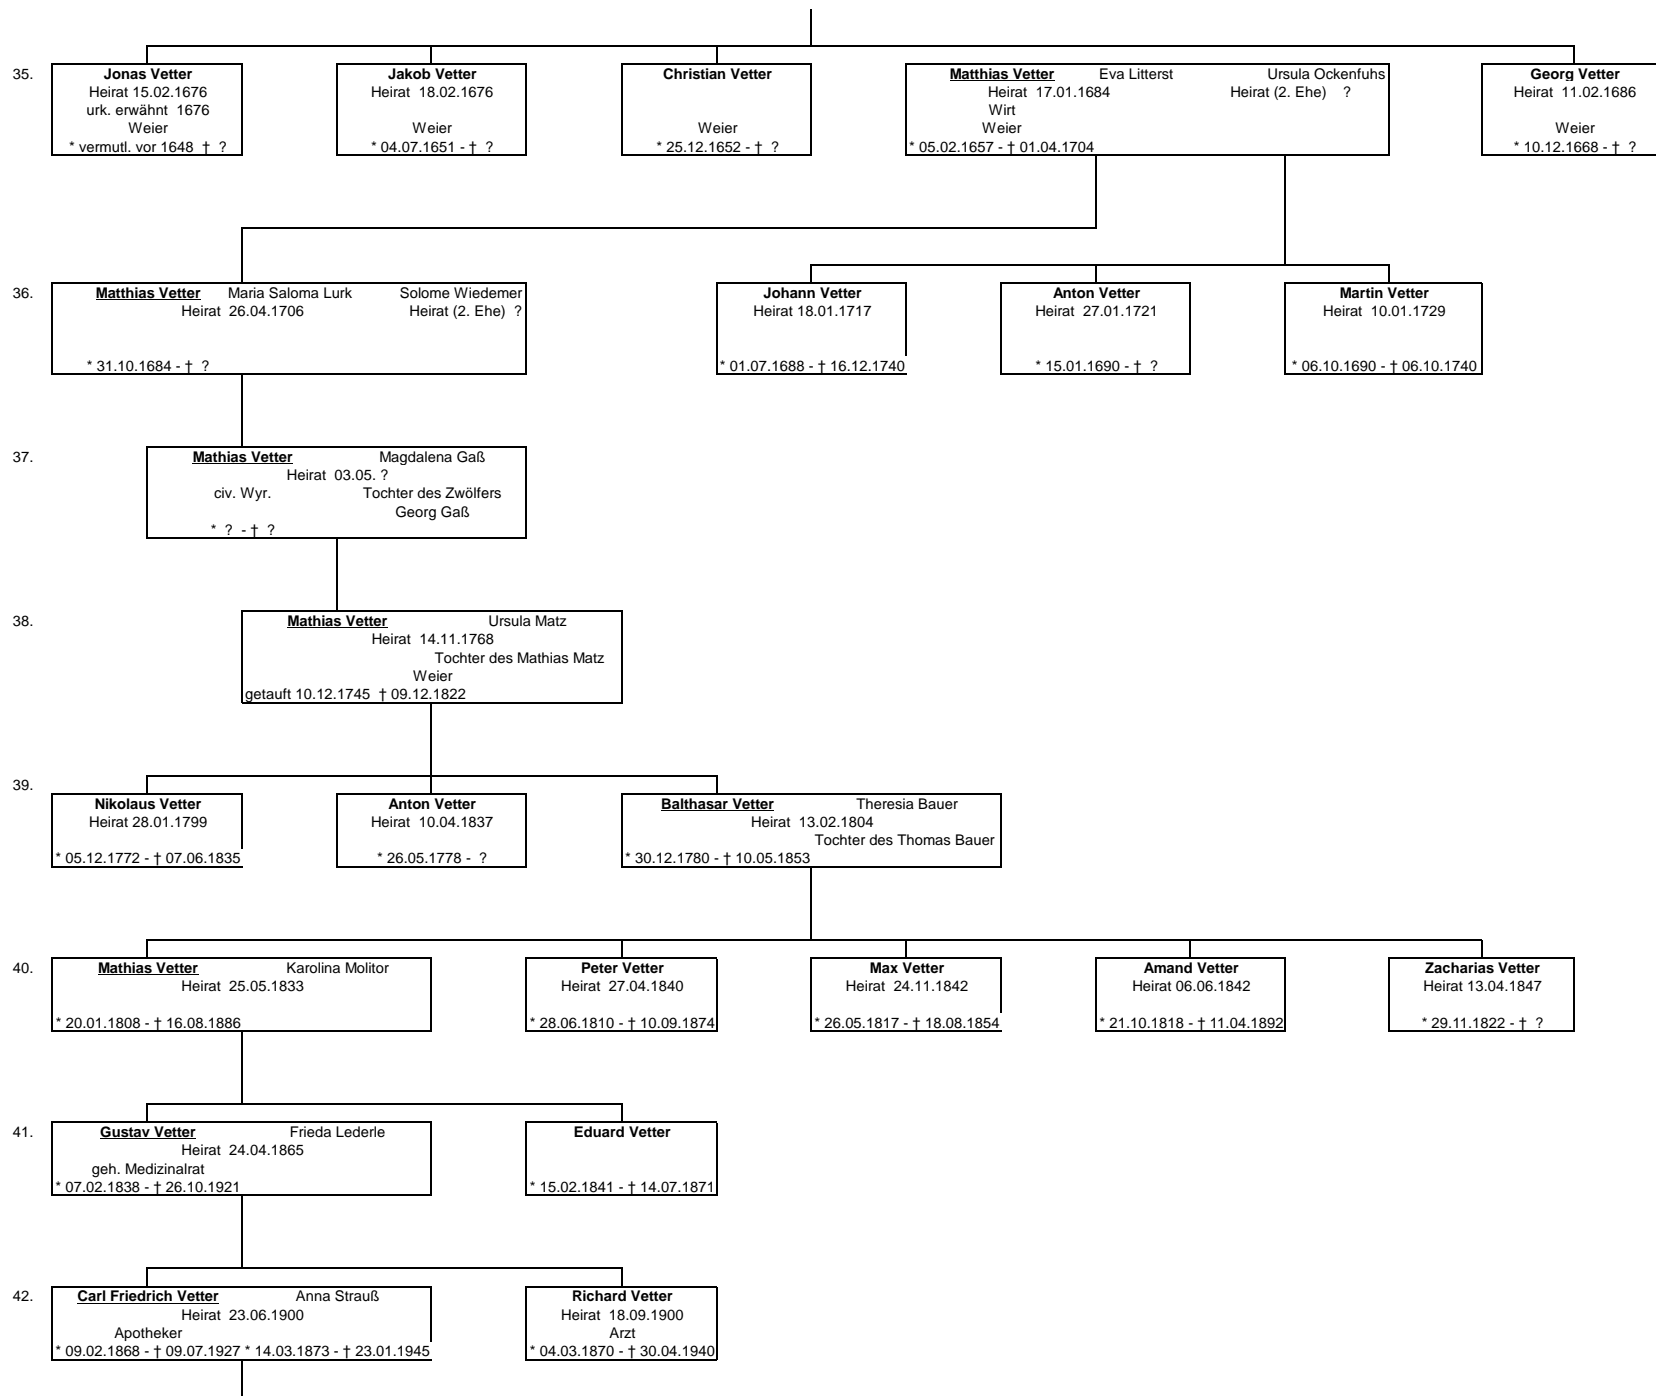 35.
Jonas Vetter
Heirat 15.02.1676
urk. erwähnt 1676
Weier
* vermutl. vor 1648 † ?
Jakob Vetter
Heirat 18.02.1676
Weier
* 04.07.1651 - † ?
Christian Vetter
Weier
* 25.12.1652 - † ?
Matthias Vetter Eva Litterst Ursula Ockenfuhs
Heirat 17.01.1684 Heirat (2. Ehe) ?
Wirt
Weier
* 05.02.1657 - † 01.04.1704
Georg Vetter
Heirat 11.02.1686
Weier
* 10.12.1668 - † ?
36.
Matthias Vetter Maria Saloma Lurk Solome Wiedemer
Heirat 26.04.1706 Heirat (2. Ehe) ?
* 31.10.1684 - † ?
Johann Vetter
Heirat 18.01.1717
* 01.07.1688 - † 16.12.1740
Anton Vetter
Heirat 27.01.1721
* 15.01.1690 - † ?
Martin Vetter
Heirat 10.01.1729
* 06.10.1690 - † 06.10.1740
37.
Mathias Vetter Magdalena Gaß
Heirat 03.05. ?
civ. Wyr. Tochter des Zwölfers
Georg Gaß
* ? - † ?
38.
Mathias Vetter Ursula Matz
Heirat 14.11.1768
Tochter des Mathias Matz
Weier
getauft 10.12.1745 † 09.12.1822
39.
Nikolaus Vetter
Heirat 28.01.1799
* 05.12.1772 - † 07.06.1835
Anton Vetter
Heirat 10.04.1837
* 26.05.1778 - ?
Balthasar Vetter Theresia Bauer
Heirat 13.02.1804
Tochter des Thomas Bauer
* 30.12.1780 - † 10.05.1853
40.
Mathias Vetter Karolina Molitor
Heirat 25.05.1833
* 20.01.1808 - † 16.08.1886
Peter Vetter
Heirat 27.04.1840
* 28.06.1810 - † 10.09.1874
Max Vetter
Heirat 24.11.1842
* 26.05.1817 - † 18.08.1854
Amand Vetter
Heirat 06.06.1842
* 21.10.1818 - † 11.04.1892
Zacharias Vetter
Heirat 13.04.1847
* 29.11.1822 - † ?
41.
Gustav Vetter Frieda Lederle
Heirat 24.04.1865
geh. Medizinalrat
* 07.02.1838 - † 26.10.1921
Eduard Vetter
* 15.02.1841 - † 14.07.1871
42.
Carl Friedrich Vetter Anna Strauß
Heirat 23.06.1900
Apotheker
* 09.02.1868 - † 09.07.1927 * 14.03.1873 - † 23.01.1945
Richard Vetter
Heirat 18.09.1900
Arzt
* 04.03.1870 - † 30.04.1940